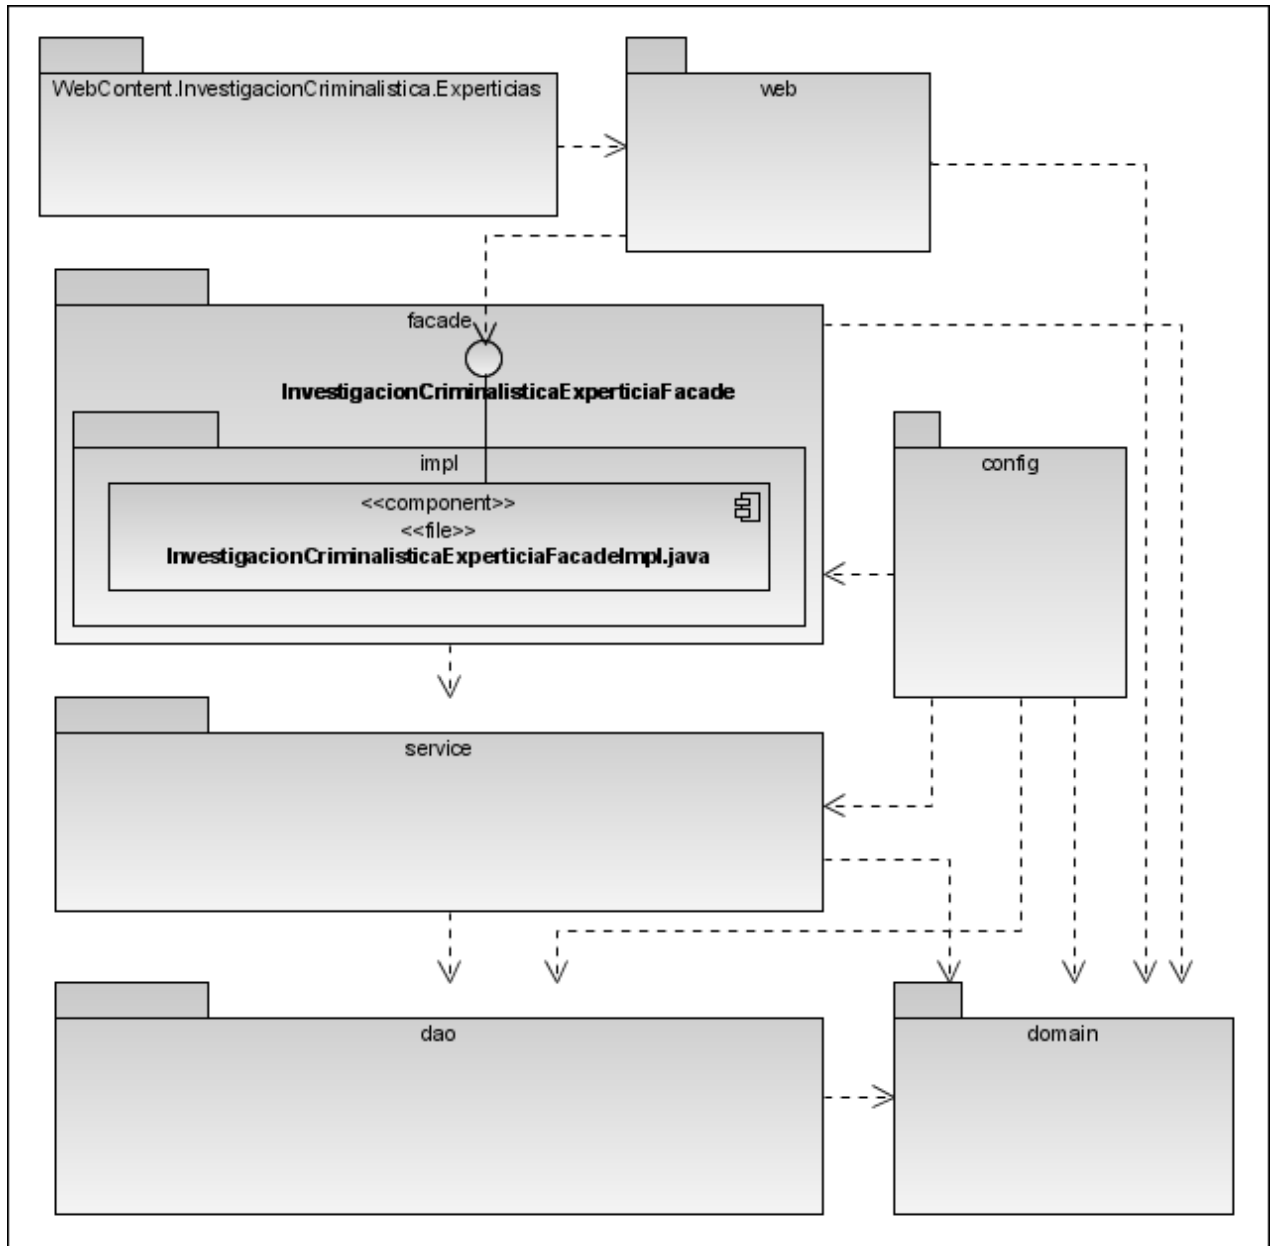 WebContent.InvestigacionCriminalistica.Experticias
web
facade
InvestigacionCriminalisticaExperticiaFacade
impl
<<component>>
<<file>>
InvestigacionCriminalisticaExperticiaFacadeImpl.java
config
service
dao
domain